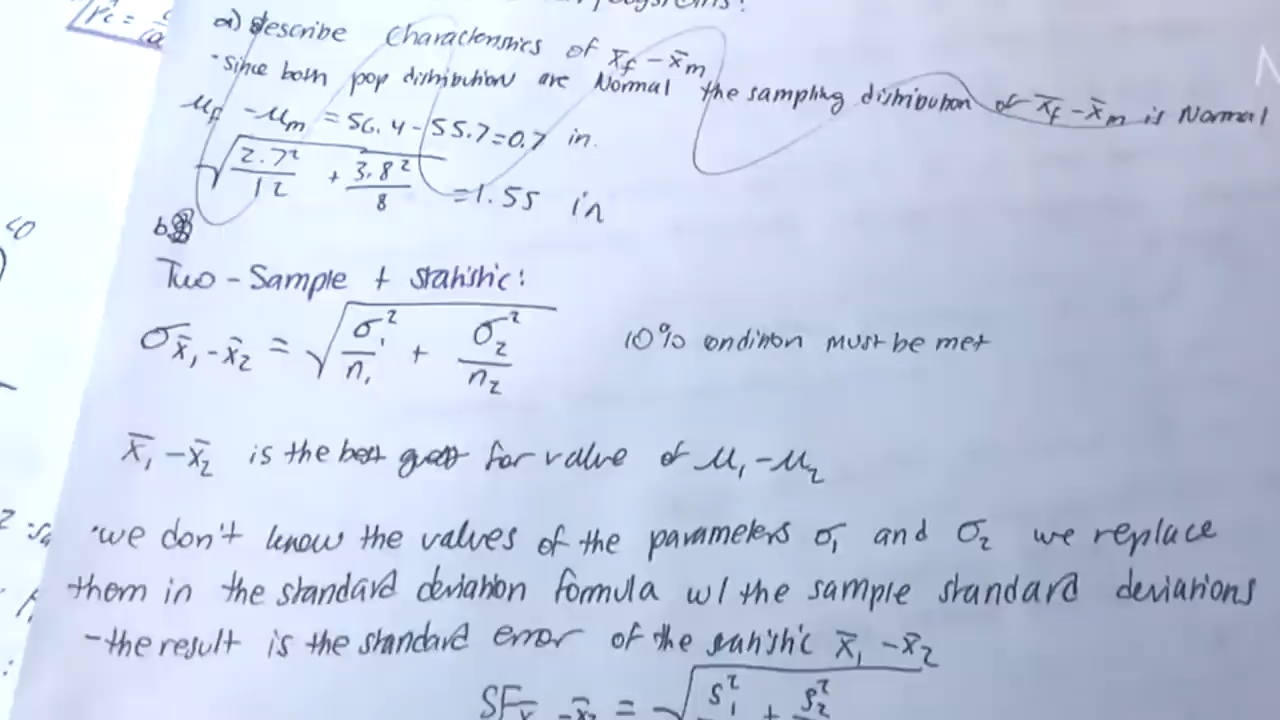 a) describe characteristics of x̄f - x̄m
·since both pop distribution are Normal the sampling distribution of x̄f - x̄m is Normal
μf - μm = 56.4 - 55.7 = 0.7 in.
√(2.7²/12 + 3.8²/8) = 1.55 in
b
Two-Sample t statistic:
σx̄₁-x̄₂ = √(σ₁²/n₁ + σ₂²/n₂) 10% ondition must be met
x̄₁ - x̄₂ is the best guess for value of μ₁ - μ₂
·we don't know the values of the parameters σ₁ and σ₂ we replace
them in the standard deviation formula w/ the sample standard deviations
-the result is the standard error of the statistic x̄₁ - x̄₂
SEx̄₁-x̄₂ = √(s₁² + s₂²